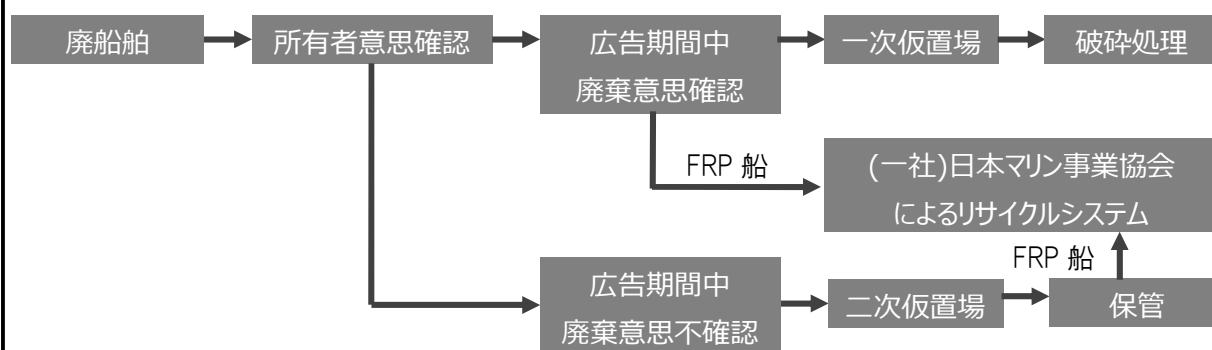 廃船舶
所有者意思確認
広告期間中
廃棄意思確認
一次仮置場
破砕処理
FRP 船
(一社)日本マリン事業協会
によるリサイクルシステム
FRP 船
広告期間中
廃棄意思不確認
二次仮置場
保管